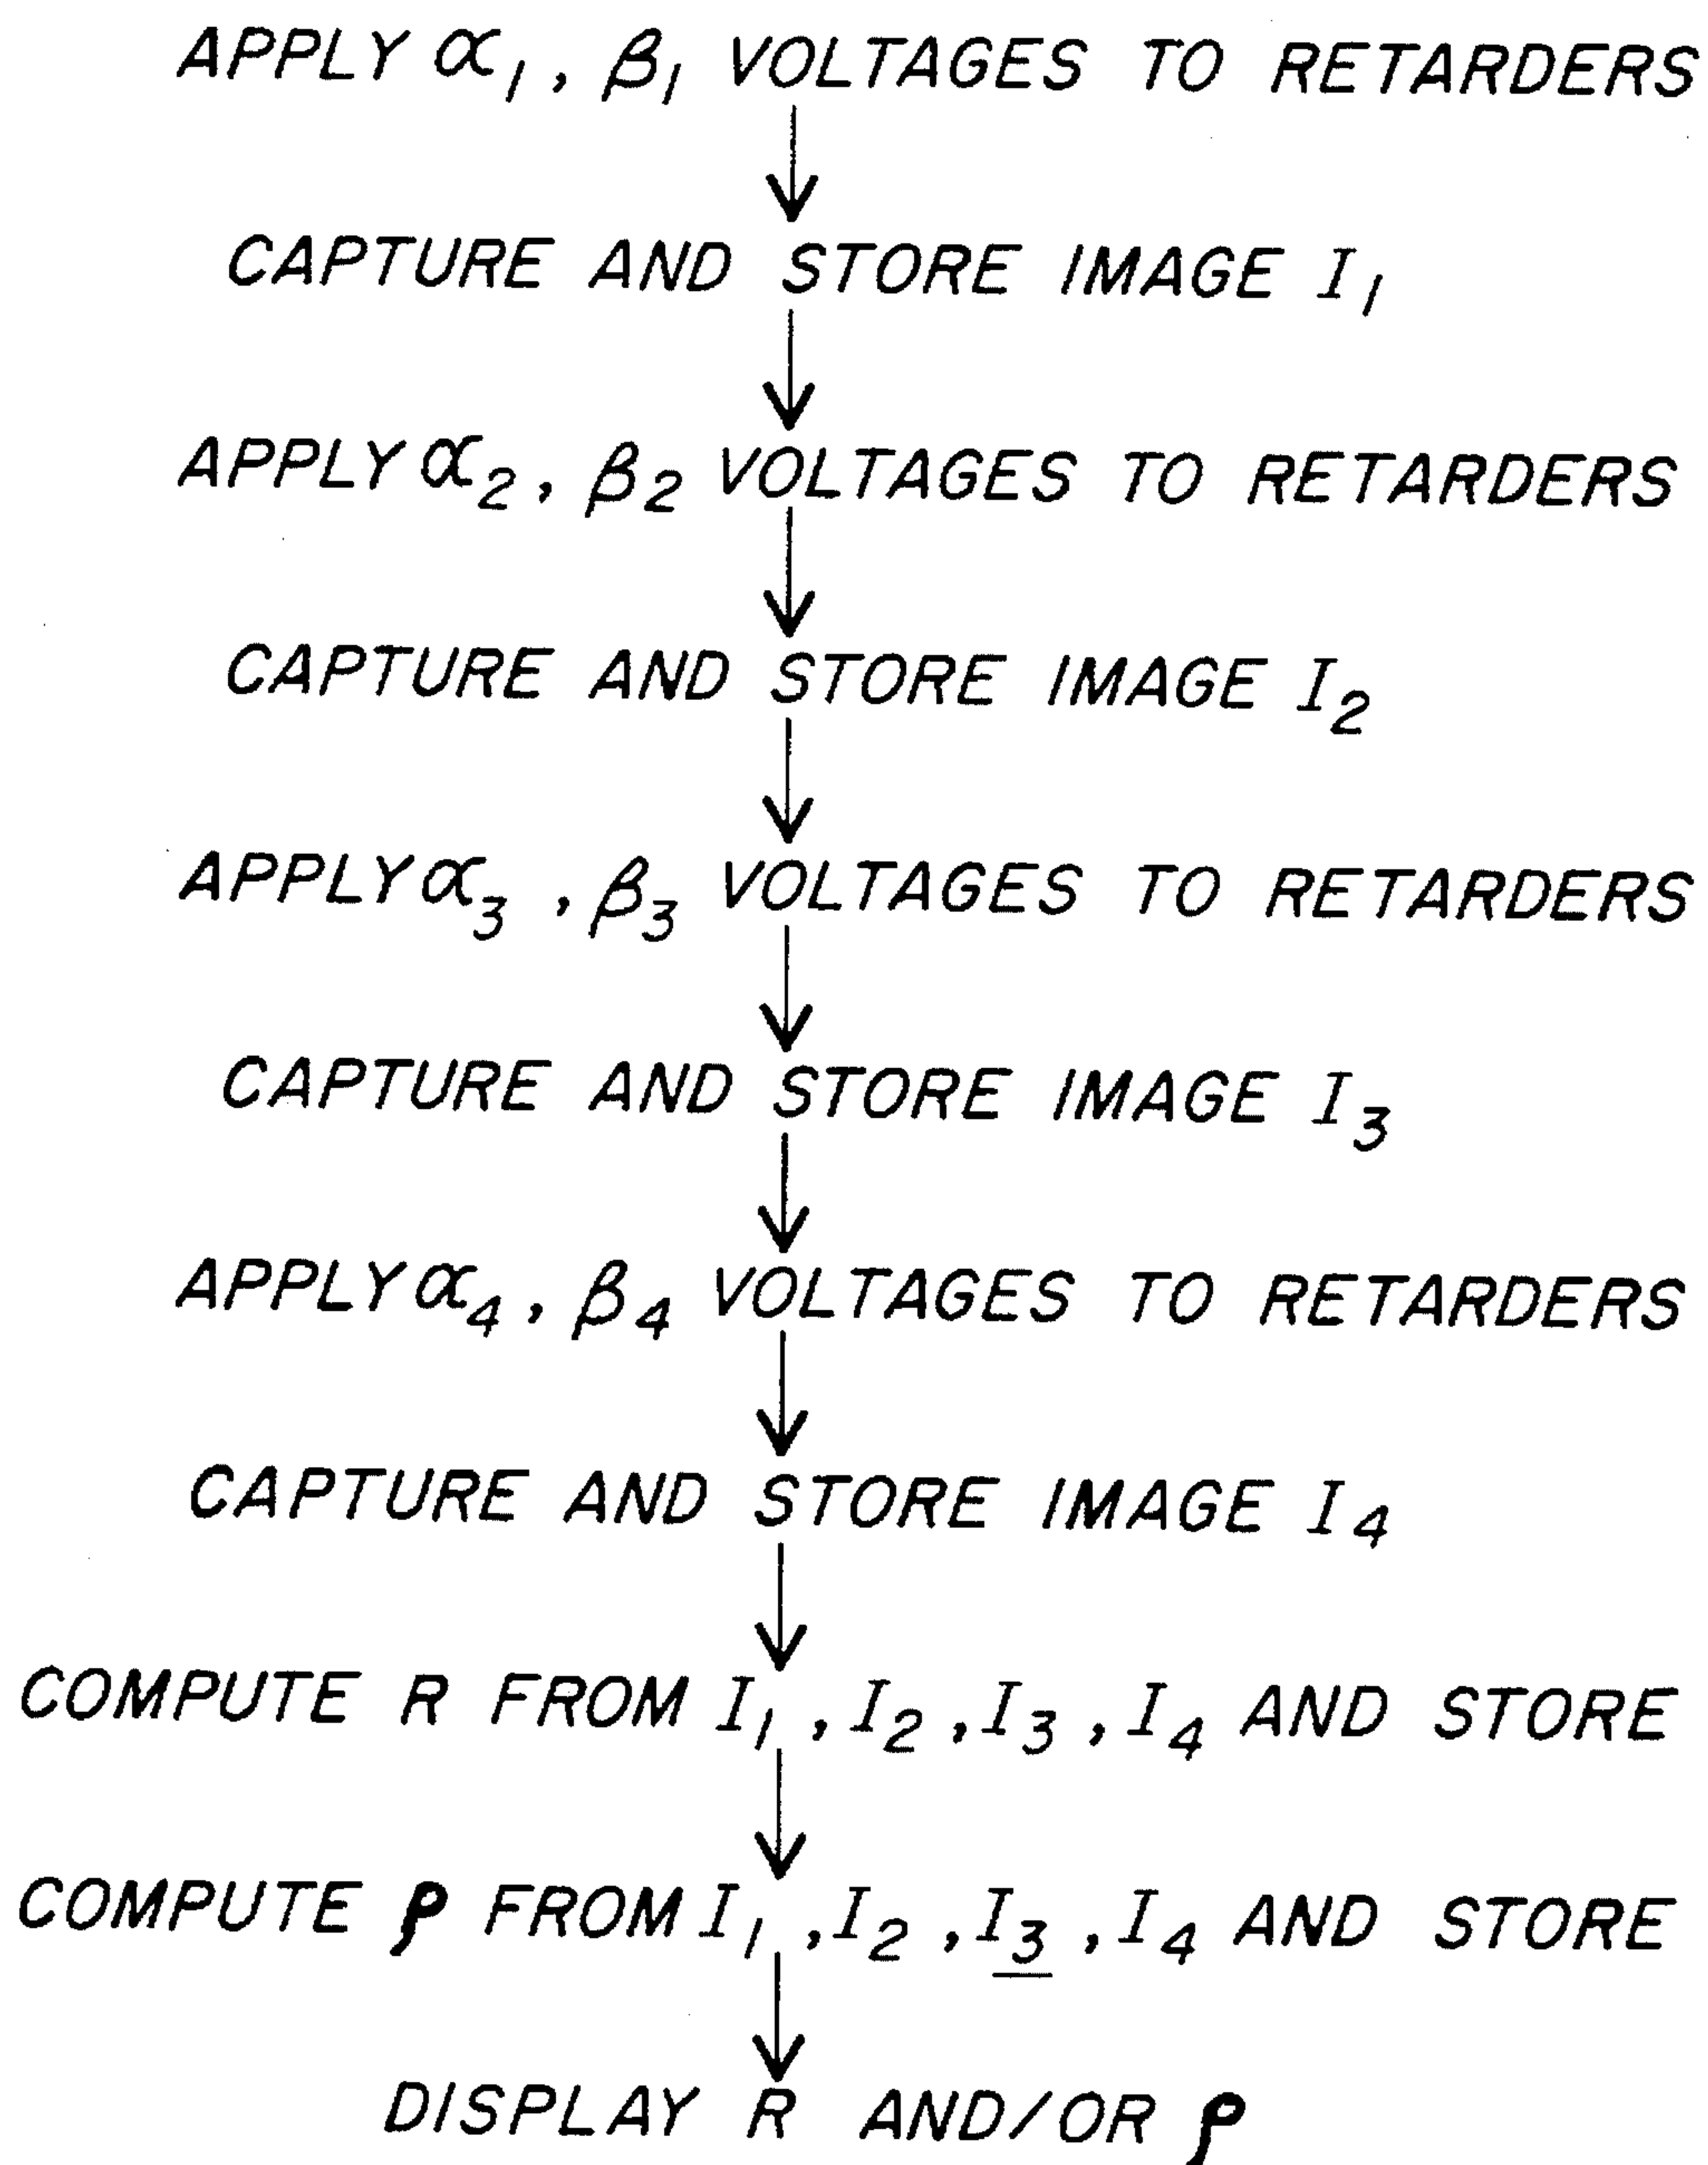 APPLY α₁, β₁ VOLTAGES TO RETARDERS
CAPTURE AND STORE IMAGE I₁
APPLY α₂, β₂ VOLTAGES TO RETARDERS
CAPTURE AND STORE IMAGE I₂
APPLY α₃, β₃ VOLTAGES TO RETARDERS
CAPTURE AND STORE IMAGE I₃
APPLY α₄, β₄ VOLTAGES TO RETARDERS
CAPTURE AND STORE IMAGE I₄
COMPUTE R FROM I₁, I₂, I₃, I₄ AND STORE
COMPUTE ρ FROM I₁, I₂, I₃, I₄ AND STORE
DISPLAY R AND/OR ρ